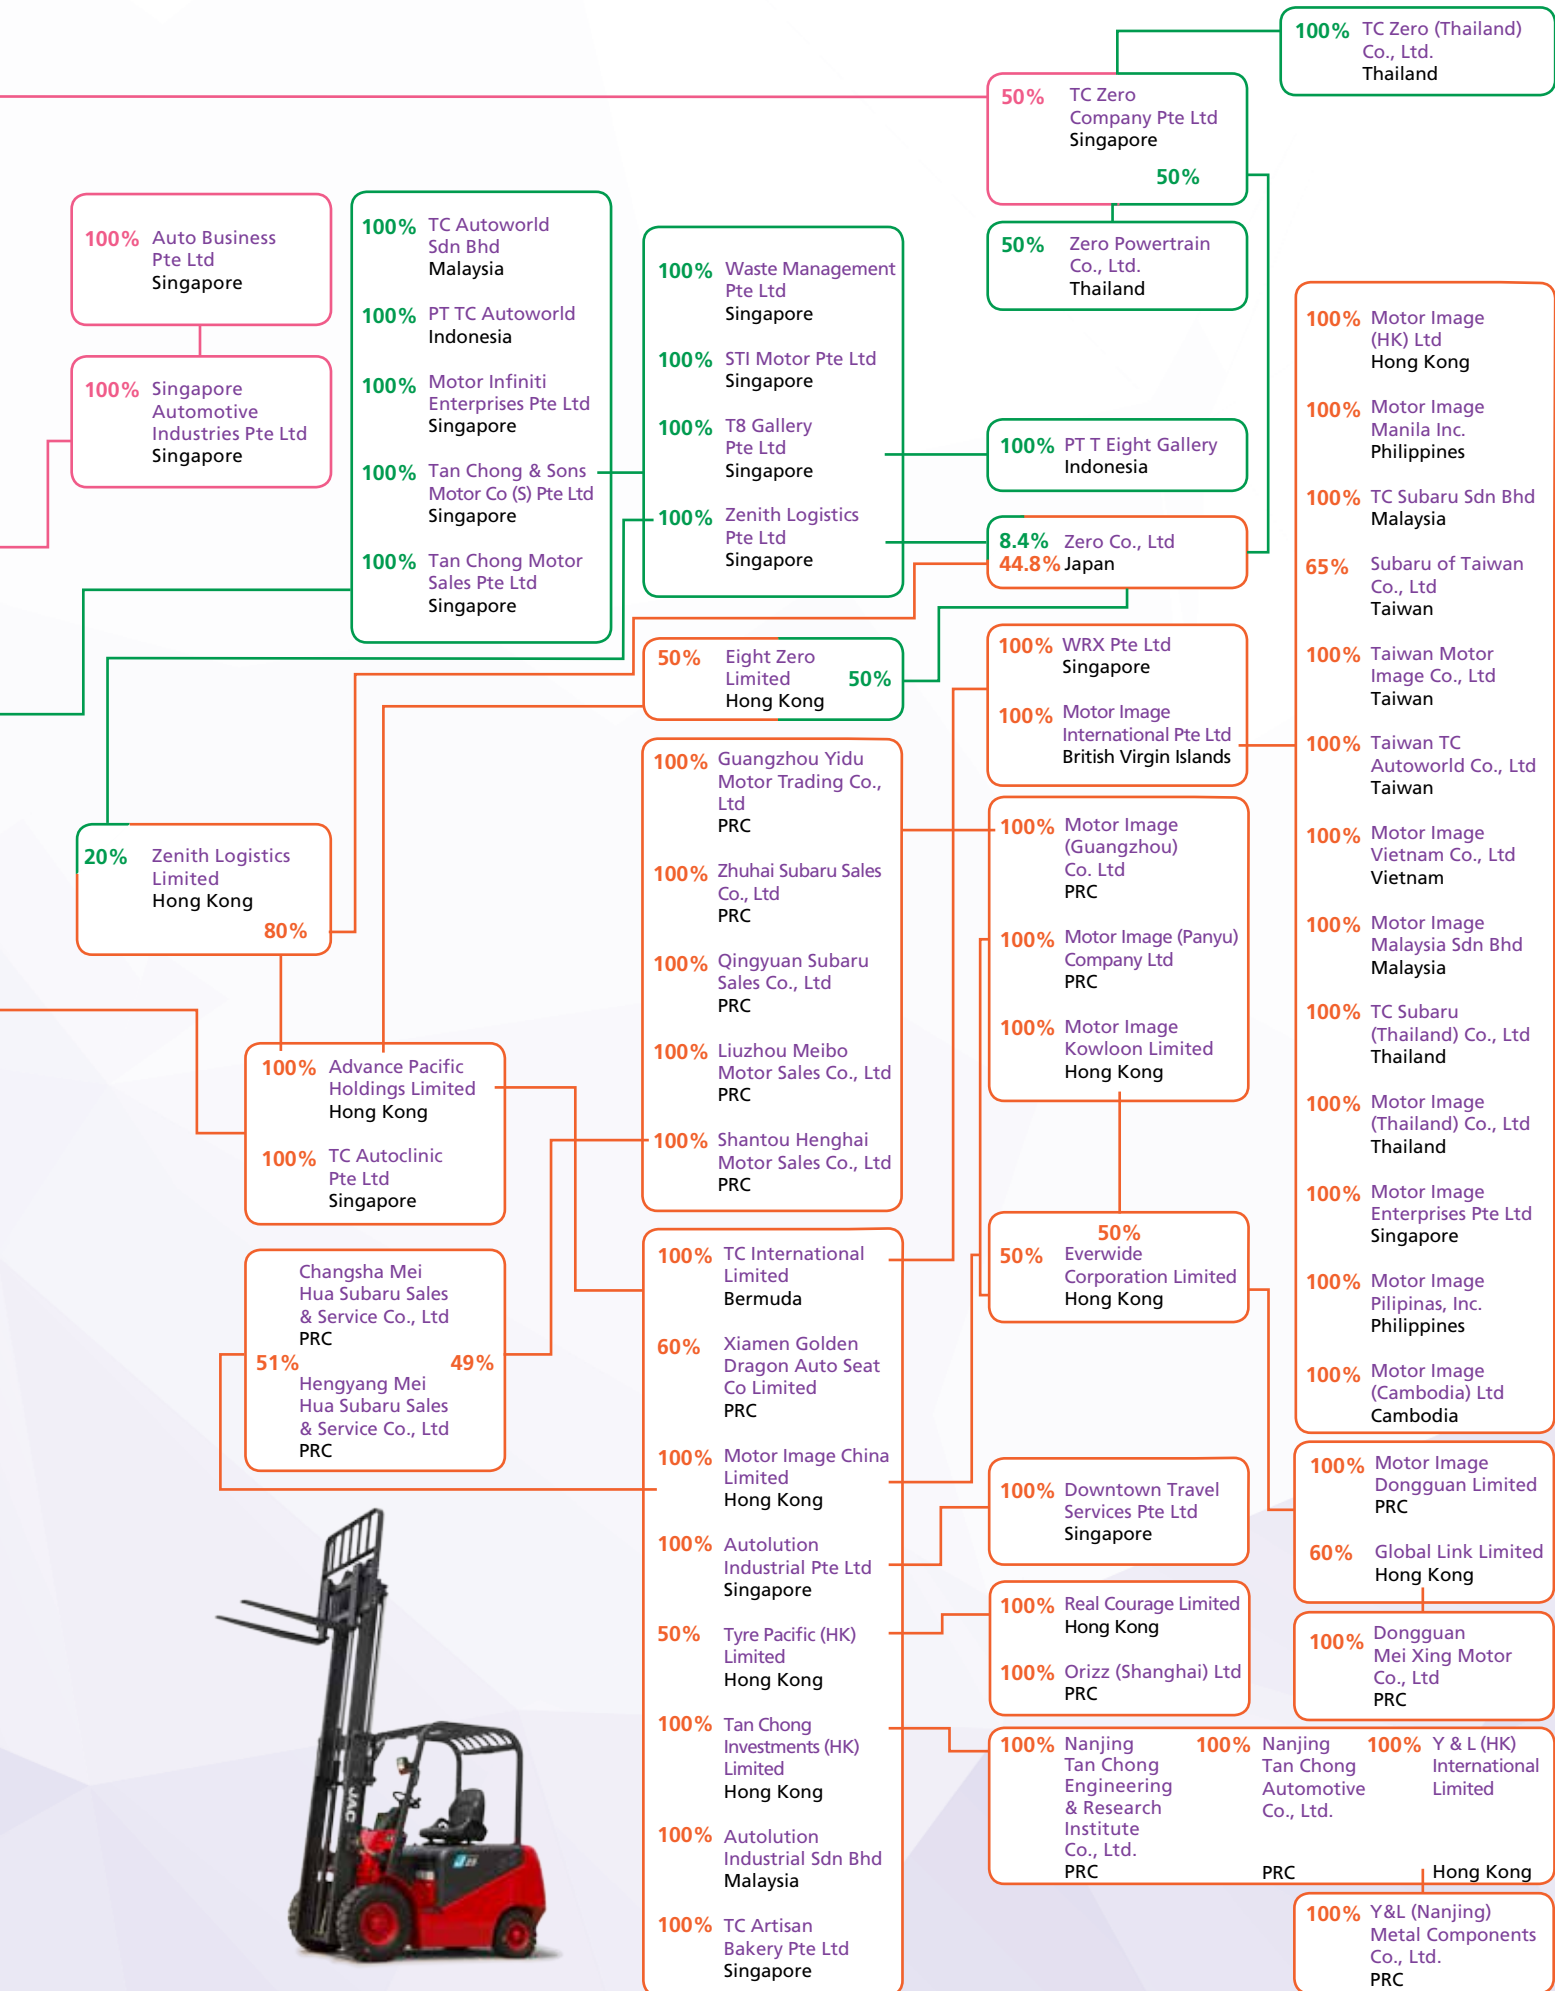 100% TC Zero (Thailand)
Co., Ltd.
Thailand
50% TC Zero
Company Pte Ltd
Singapore
50%
50% Zero Powertrain
Co., Ltd.
Thailand
100% Auto Business
Pte Ltd
Singapore
100% Singapore
Automotive
Industries Pte Ltd
Singapore
100% TC Autoworld
Sdn Bhd
Malaysia
100% PT TC Autoworld
Indonesia
100% Motor Infiniti
Enterprises Pte Ltd
Singapore
100% Tan Chong & Sons
Motor Co (S) Pte Ltd
Singapore
100% Tan Chong Motor
Sales Pte Ltd
Singapore
100% Waste Management
Pte Ltd
Singapore
100% STI Motor Pte Ltd
Singapore
100% T8 Gallery
Pte Ltd
Singapore
100% Zenith Logistics
Pte Ltd
Singapore
100% PT T Eight Gallery
Indonesia
8.4% Zero Co., Ltd
44.8% Japan
50% Eight Zero
Limited 50%
Hong Kong
100% WRX Pte Ltd
Singapore
100% Motor Image
International Pte Ltd
British Virgin Islands
100% Motor Image
(HK) Ltd
Hong Kong
100% Motor Image
Manila Inc.
Philippines
100% TC Subaru Sdn Bhd
Malaysia
65% Subaru of Taiwan
Co., Ltd
Taiwan
100% Taiwan Motor
Image Co., Ltd
Taiwan
100% Taiwan TC
Autoworld Co., Ltd
Taiwan
100% Motor Image
Vietnam Co., Ltd
Vietnam
100% Motor Image
Malaysia Sdn Bhd
Malaysia
100% TC Subaru
(Thailand) Co., Ltd
Thailand
100% Motor Image
(Thailand) Co., Ltd
Thailand
100% Motor Image
Enterprises Pte Ltd
Singapore
100% Motor Image
Pilipinas, Inc.
Philippines
100% Motor Image
(Cambodia) Ltd
Cambodia
20% Zenith Logistics
Limited
Hong Kong
80%
100% Guangzhou Yidu
Motor Trading Co.,
Ltd
PRC
100% Zhuhai Subaru Sales
Co., Ltd
PRC
100% Qingyuan Subaru
Sales Co., Ltd
PRC
100% Liuzhou Meibo
Motor Sales Co., Ltd
PRC
100% Shantou Henghai
Motor Sales Co., Ltd
PRC
100% Motor Image
(Guangzhou)
Co. Ltd
PRC
100% Motor Image (Panyu)
Company Ltd
PRC
100% Motor Image
Kowloon Limited
Hong Kong
100% Advance Pacific
Holdings Limited
Hong Kong
100% TC Autoclinic
Pte Ltd
Singapore
50%
50% Everwide
Corporation Limited
Hong Kong
Changsha Mei
Hua Subaru Sales
& Service Co., Ltd
PRC
51% 49%
Hengyang Mei
Hua Subaru Sales
& Service Co., Ltd
PRC
100% TC International
Limited
Bermuda
60% Xiamen Golden
Dragon Auto Seat
Co Limited
PRC
100% Motor Image China
Limited
Hong Kong
100% Autolution
Industrial Pte Ltd
Singapore
50% Tyre Pacific (HK)
Limited
Hong Kong
100% Tan Chong
Investments (HK)
Limited
Hong Kong
100% Autolution
Industrial Sdn Bhd
Malaysia
100% TC Artisan
Bakery Pte Ltd
Singapore
100% Downtown Travel
Services Pte Ltd
Singapore
100% Real Courage Limited
Hong Kong
100% Orizz (Shanghai) Ltd
PRC
100% Motor Image
Dongguan Limited
PRC
60% Global Link Limited
Hong Kong
100% Dongguan
Mei Xing Motor
Co., Ltd
PRC
100% Nanjing
Tan Chong
Engineering
& Research
Institute
Co., Ltd.
PRC
100% Nanjing
Tan Chong
Automotive
Co., Ltd.
PRC
100% Y & L (HK)
International
Limited
Hong Kong
100% Y&L (Nanjing)
Metal Components
Co., Ltd.
PRC
JAC